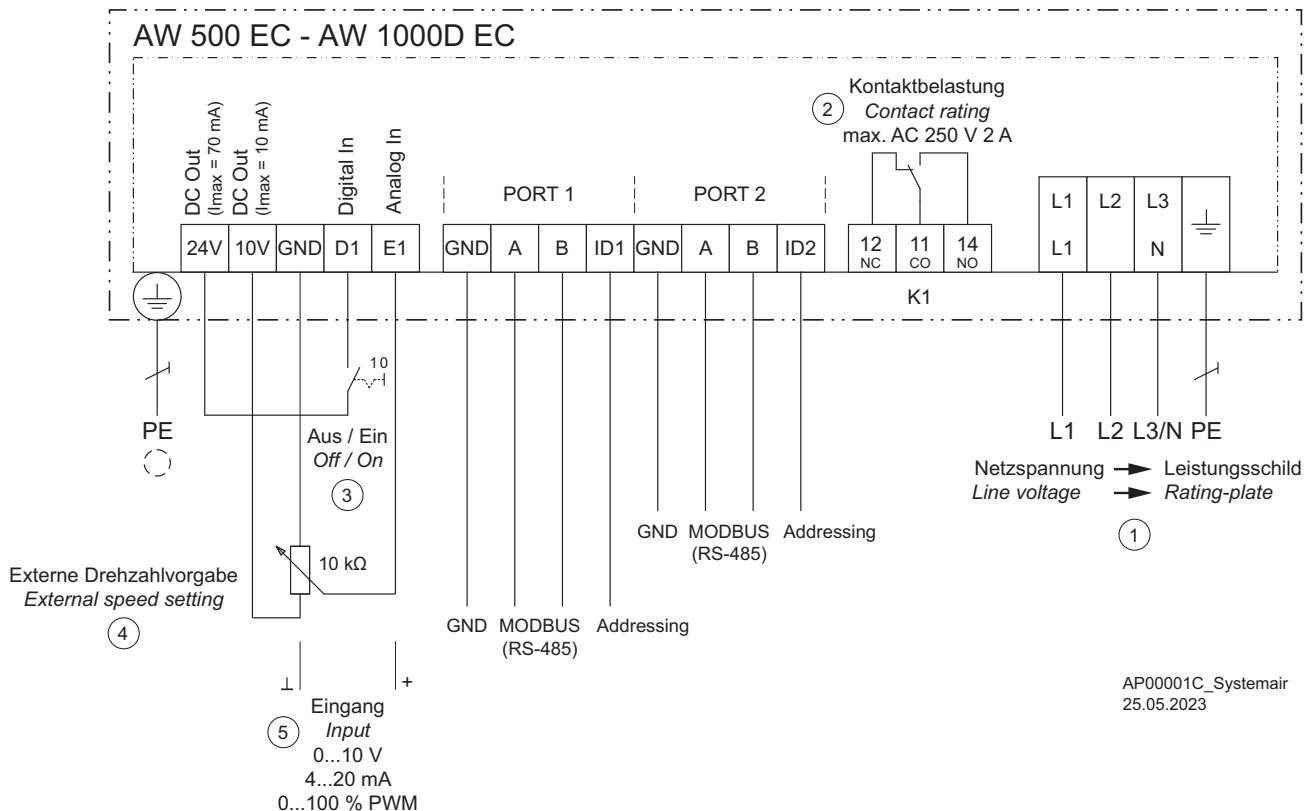 AW 500 EC - AW 1000D EC
DC Out
(Imax = 70 mA)
DC Out
(Imax = 10 mA)
Digital In
Analog In
PORT 1
PORT 2
2
Kontaktbelastung
Contact rating
max. AC 250 V 2 A
24V 10V GND D1 E1
GND A B ID1 GND A B ID2
12 11 14
NC CO NO
K1
L1 L2 L3
L1 N
PE
10
Aus / Ein
Off / On
3
10 kΩ
Externe Drehzahlvorgabe
External speed setting
4
GND MODBUS Addressing
(RS-485)
GND MODBUS Addressing
(RS-485)
L1 L2 L3/N PE
Netzspannung Leistungsschild
Line voltage Rating-plate
1
⊥ +
5
Eingang
Input
0...10 V
4...20 mA
0...100 % PWM
AP00001C_Systemair
25.05.2023